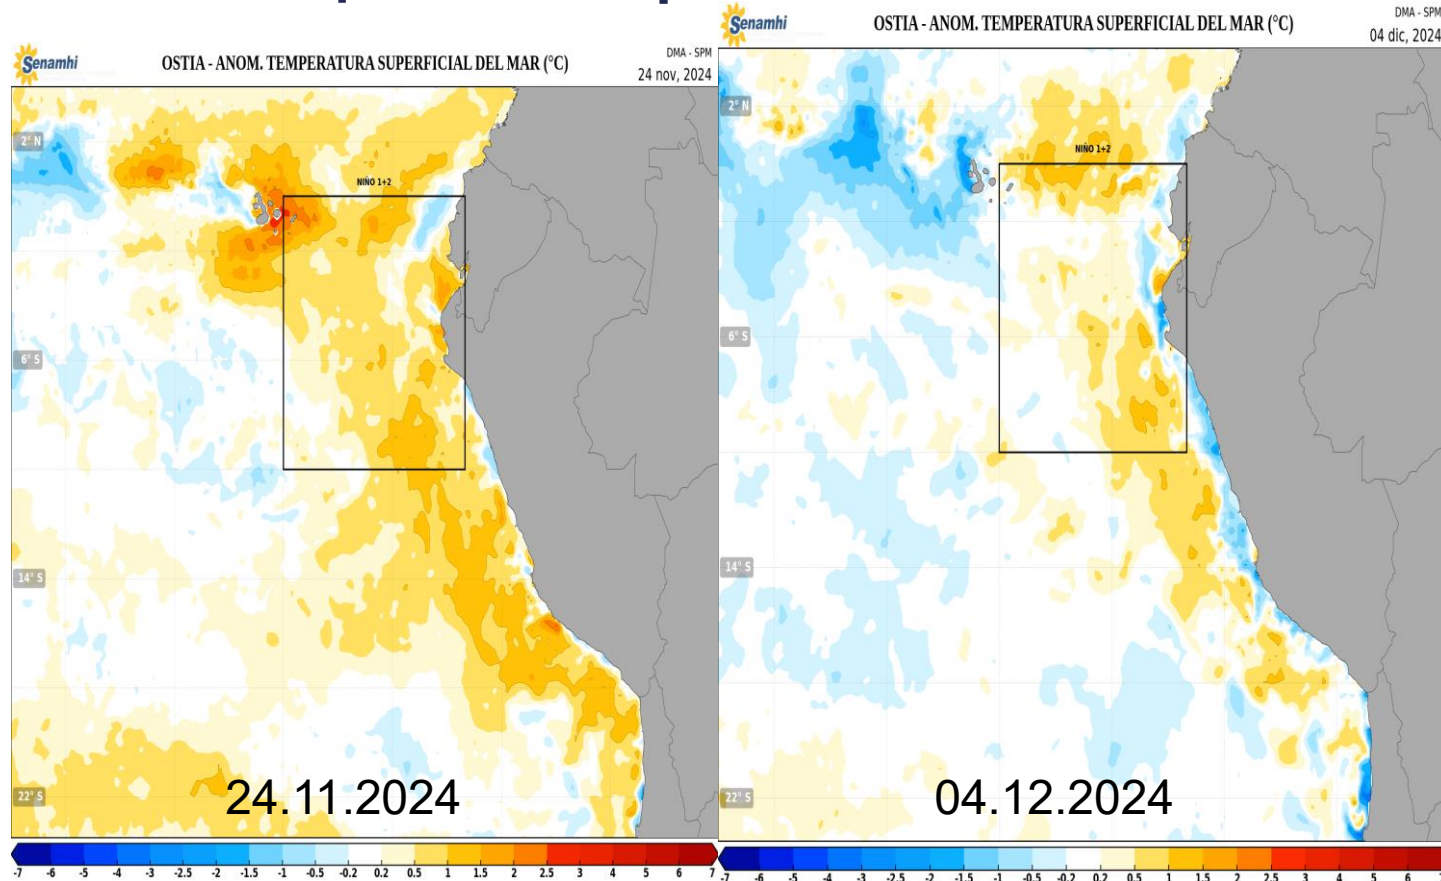 Senamhi
OSTIA - ANOM. TEMPERATURA SUPERFICIAL DEL MAR (°C)
DMA - SPM
24 nov, 2024
2° N
NIÑO 1+2
6° S
14° S
22° S
24.11.2024
-7 -6 -5 -4 -3 -2.5 -2 -1.5 -1 -0.5 -0.2 0.2 0.5 1 1.5 2 2.5 3 4 5 6 7
Senamhi
OSTIA - ANOM. TEMPERATURA SUPERFICIAL DEL MAR (°C)
DMA - SPM
04 dic, 2024
2° N
NIÑO 1+2
6° S
14° S
22° S
04.12.2024
-7 -6 -5 -4 -3 -2.5 -2 -1.5 -1 -0.5 -0.2 0.2 0.5 1 1.5 2 2.5 3 4 5 6